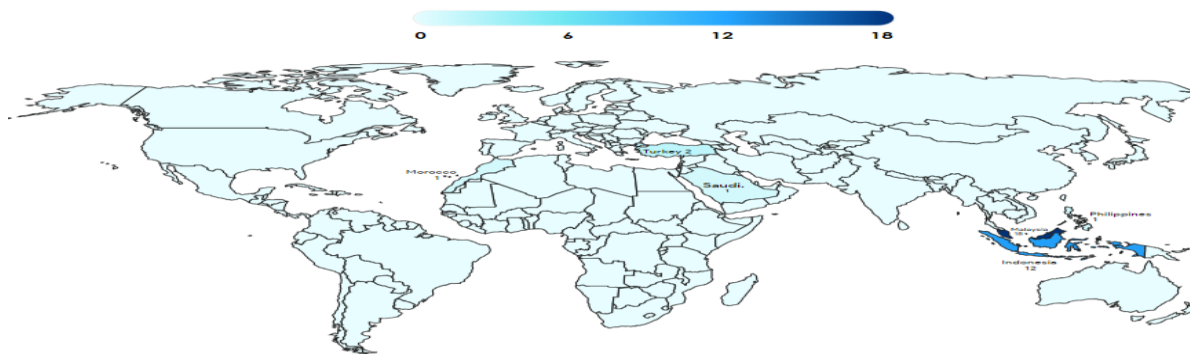 0 6 12 18
Turkey 2
Morocco
1
Saudi.
1
Philippines
1
Malaysia
Indonesia
12